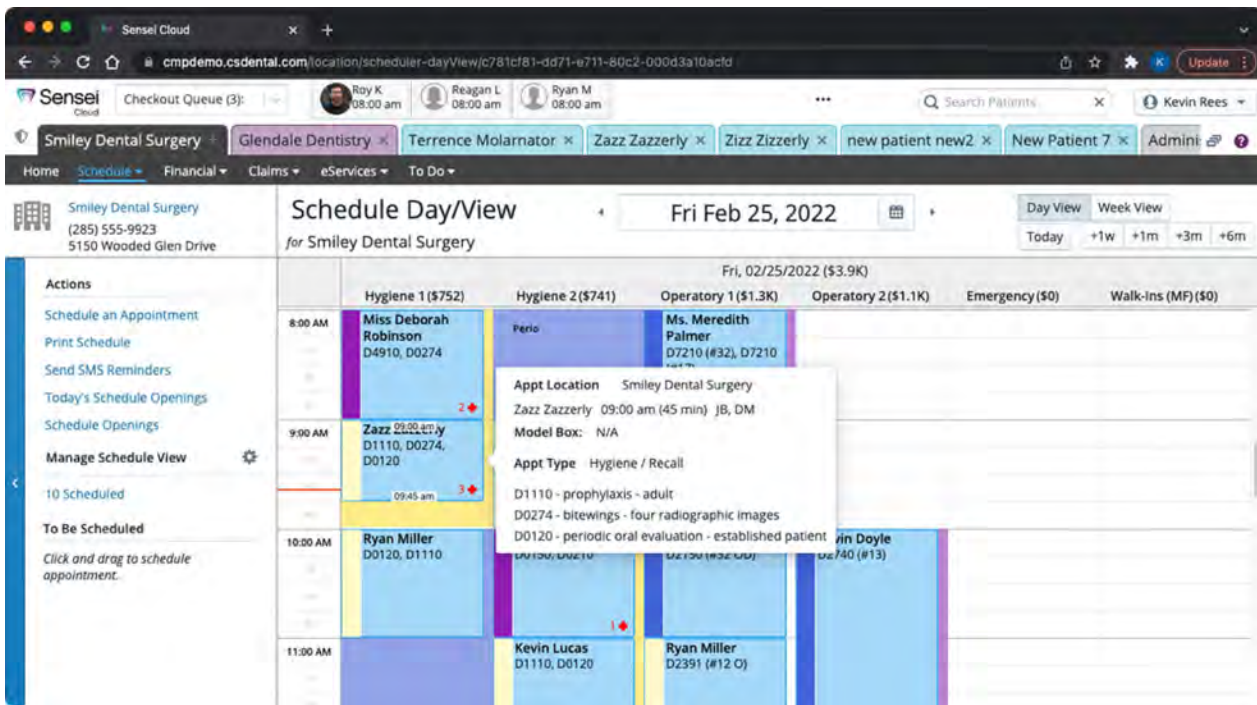 Sensei Cloud
cmpdemo.csdental.com/location/scheduler-dayView/c781cf81-dd71-e711-80c2-000d3a10acfd
Update
Sensei
Cloud
Checkout Queue (3):
Roy K
08:00 am
Reagan L
08:00 am
Ryan M
08:00 am
Search Patients
Kevin Rees
Smiley Dental Surgery
Glendale Dentistry
Terrence Molarnator
Zazz Zazzerly
Zizz Zizzerly
new patient new2
New Patient 7
Home Schedule Financial Claims eServices To Do
Smiley Dental Surgery
(285) 555-9923
5150 Wooded Glen Drive
Schedule Day/View
for Smiley Dental Surgery
Fri Feb 25, 2022
Day View Week View
Today +1w +1m +3m +6m
Actions
Schedule an Appointment
Print Schedule
Send SMS Reminders
Today's Schedule Openings
Schedule Openings
Manage Schedule View
10 Scheduled
To Be Scheduled
Click and drag to schedule
appointment.
Fri, 02/25/2022 ($3.9K)
Hygiene 1 ($752) Hygiene 2 ($741) Operatory 1 ($1.3K) Operatory 2 ($1.1K) Emergency ($0) Walk-Ins (MF) ($0)
8:00 AM
Miss Deborah
Robinson
D4910, D0274
2
Perio
Ms. Meredith
Palmer
D7210 (#32), D7210
9:00 AM
Zazz
09:00 am
D1110, D0274,
D0120
09:45 am
3
Appt Location Smiley Dental Surgery
Zazz Zazzerly 09:00 am (45 min) JB, DM
Model Box: N/A
Appt Type Hygiene / Recall
D1110 - prophylaxis - adult
D0274 - bitewings - four radiographic images
D0120 - periodic oral evaluation - established patient
10:00 AM
Ryan Miller
D0120, D1110
D0150, D0210
1
vin Doyle
D2740 (#13)
11:00 AM
Kevin Lucas
D1110, D0120
Ryan Miller
D2391 (#12 O)